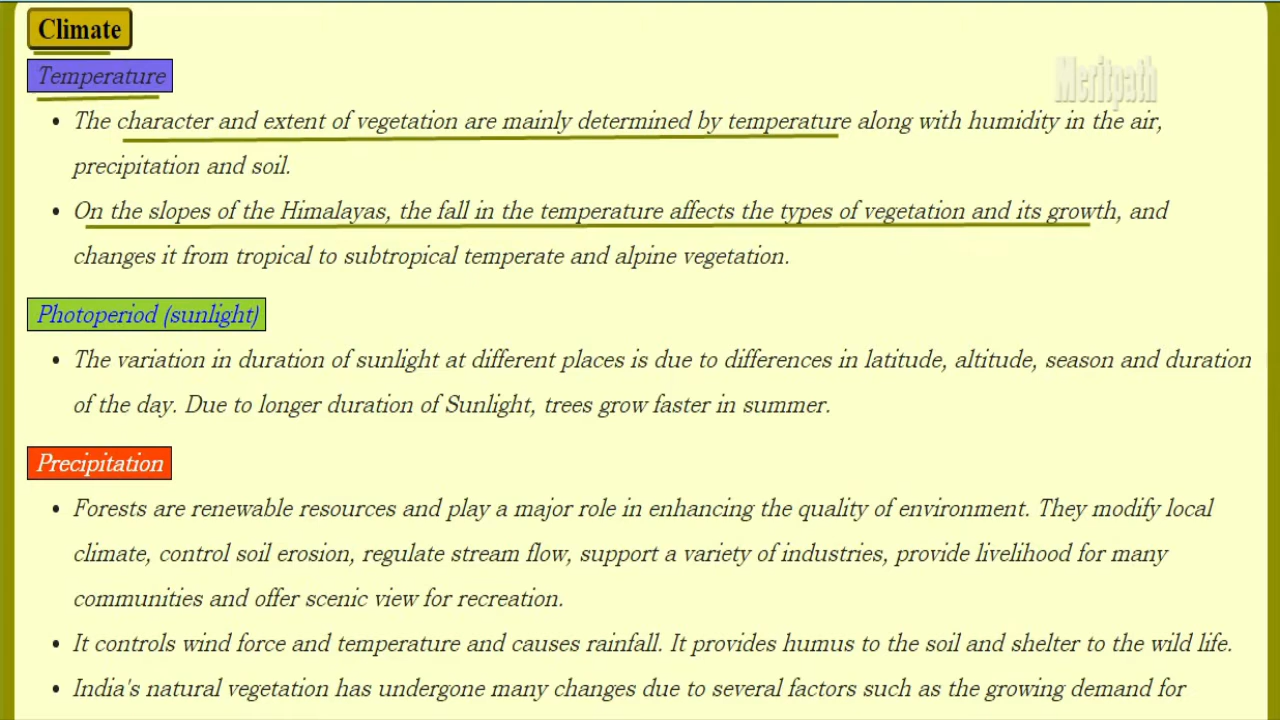 Climate
Meritpath
Temperature
• The character and extent of vegetation are mainly determined by temperature along with humidity in the air,
precipitation and soil.
• On the slopes of the Himalayas, the fall in the temperature affects the types of vegetation and its growth, and
changes it from tropical to subtropical temperate and alpine vegetation.
Photoperiod (sunlight)
• The variation in duration of sunlight at different places is due to differences in latitude, altitude, season and duration
of the day. Due to longer duration of Sunlight, trees grow faster in summer.
Precipitation
• Forests are renewable resources and play a major role in enhancing the quality of environment. They modify local
climate, control soil erosion, regulate stream flow, support a variety of industries, provide livelihood for many
communities and offer scenic view for recreation.
• It controls wind force and temperature and causes rainfall. It provides humus to the soil and shelter to the wild life.
• India's natural vegetation has undergone many changes due to several factors such as the growing demand for